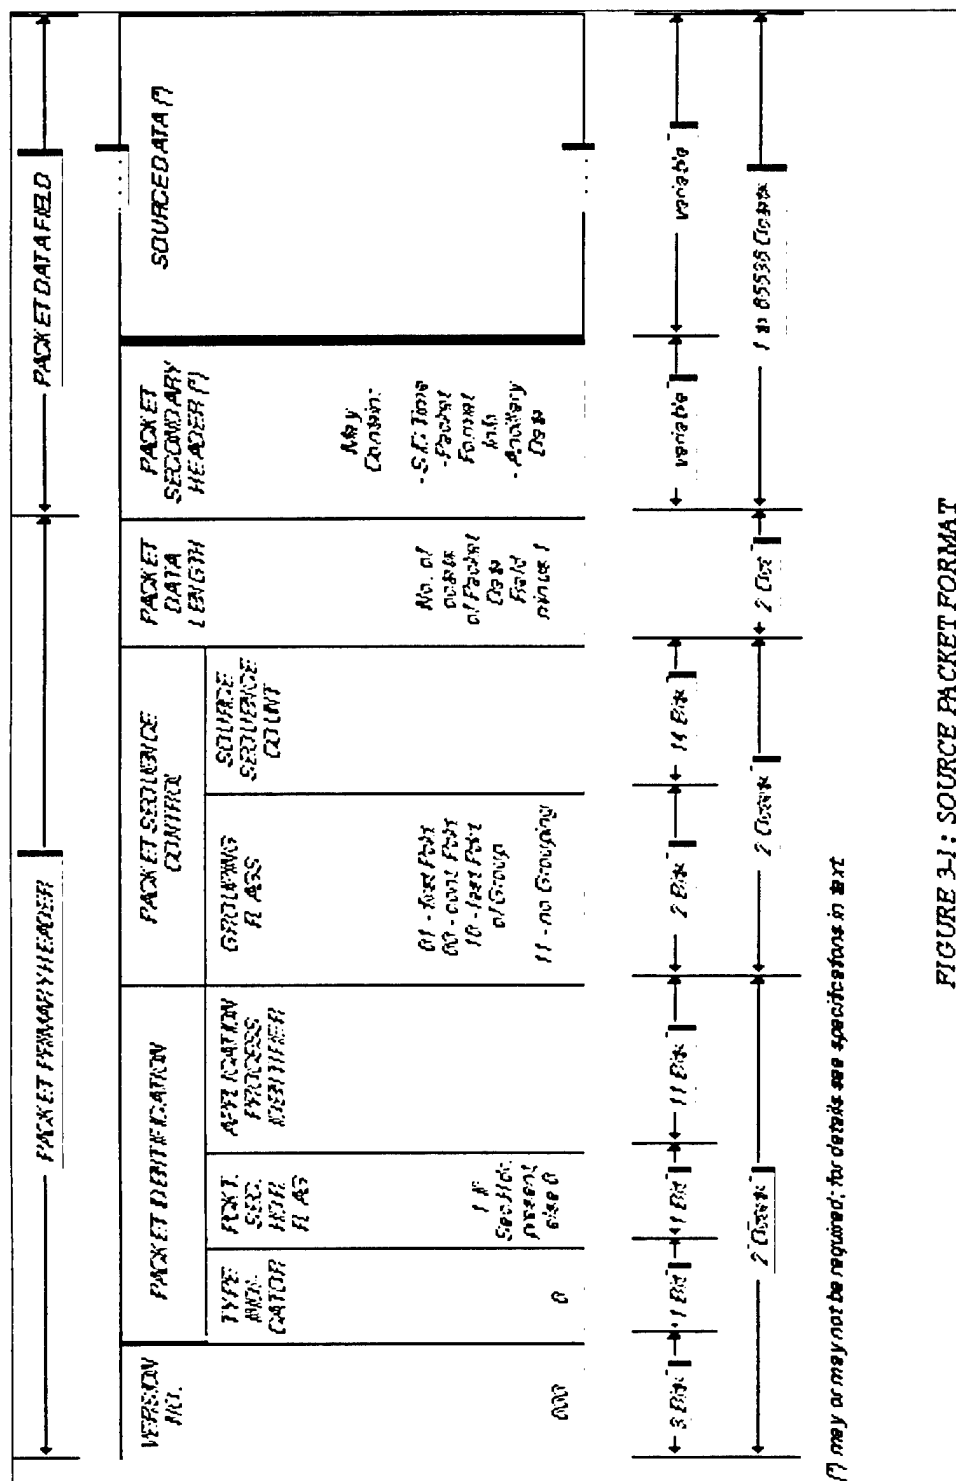 PACKET PRIMARY HEADER
PACKET DATA FIELD
VERSION
NO.
PACKET IDENTIFICATION
PACKET SEQUENCE
CONTROL
PACKET
DATA
LENGTH
PACKET
SECONDARY
HEADER (*)
SOURCE DATA (*)
TYPE
INDI-
CATOR
PCKT.
SEC.
HDR.
FLAG
APPLICATION
PROCESS
IDENTIFIER
GROUPING
FLAGS
SOURCE
SEQUENCE
COUNT
000
0
1 if
Sec Hdr.
present
else 0
01 - first Pckt
00 - cont Pckt
10 - last Pckt
of Group
11 - no Grouping
No. of
octets
of Packet
Data
Field
minus 1
May
Contain:
- S.C Time
- Packet
Format
Info
- Ancillary
Data
3 Bits
1 Bit
1 Bit
11 Bits
2 Bits
14 Bits
variable
variable
2 Octets
2 Octets
2 Oct
1 to 65536 Octets
(*) may or may not be required; for details see specifications in text
FIGURE 3-1: SOURCE PACKET FORMAT